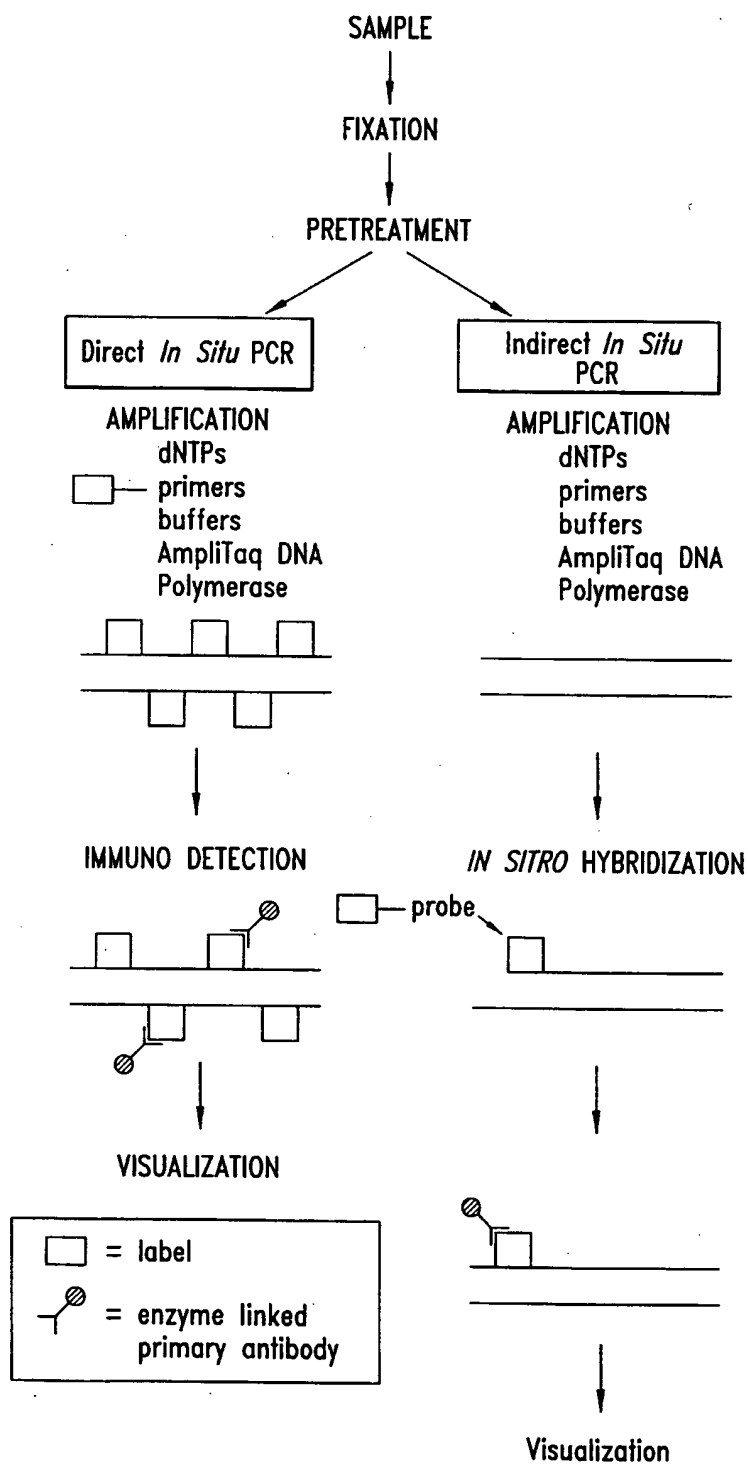 SAMPLE
FIXATION
PRETREATMENT
Direct In Situ PCR
AMPLIFICATION
dNTPs
primers
buffers
AmpliTaq DNA
Polymerase
IMMUNO DETECTION
VISUALIZATION
= label
= enzyme linked
primary antibody
Indirect In Situ
PCR
AMPLIFICATION
dNTPs
primers
buffers
AmpliTaq DNA
Polymerase
IN SITRO HYBRIDIZATION
probe
Visualization